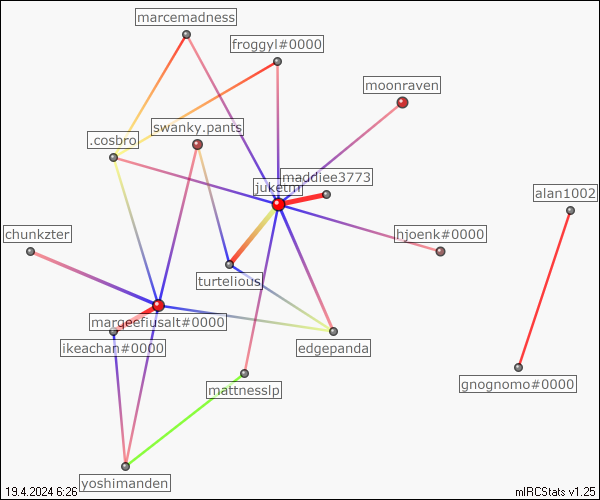 marcemadness
froggyl#0000
moonraven
swanky.pants
.cosbro
maddiee3773
juketm
alan1002
chunkzter
hjoenk#0000
turtelious
margeefiusalt#0000
ikeachan#0000
edgepanda
mattnesslp
gnognomo#0000
yoshimanden
19.4.2024 6:26
mIRCStats v1.25